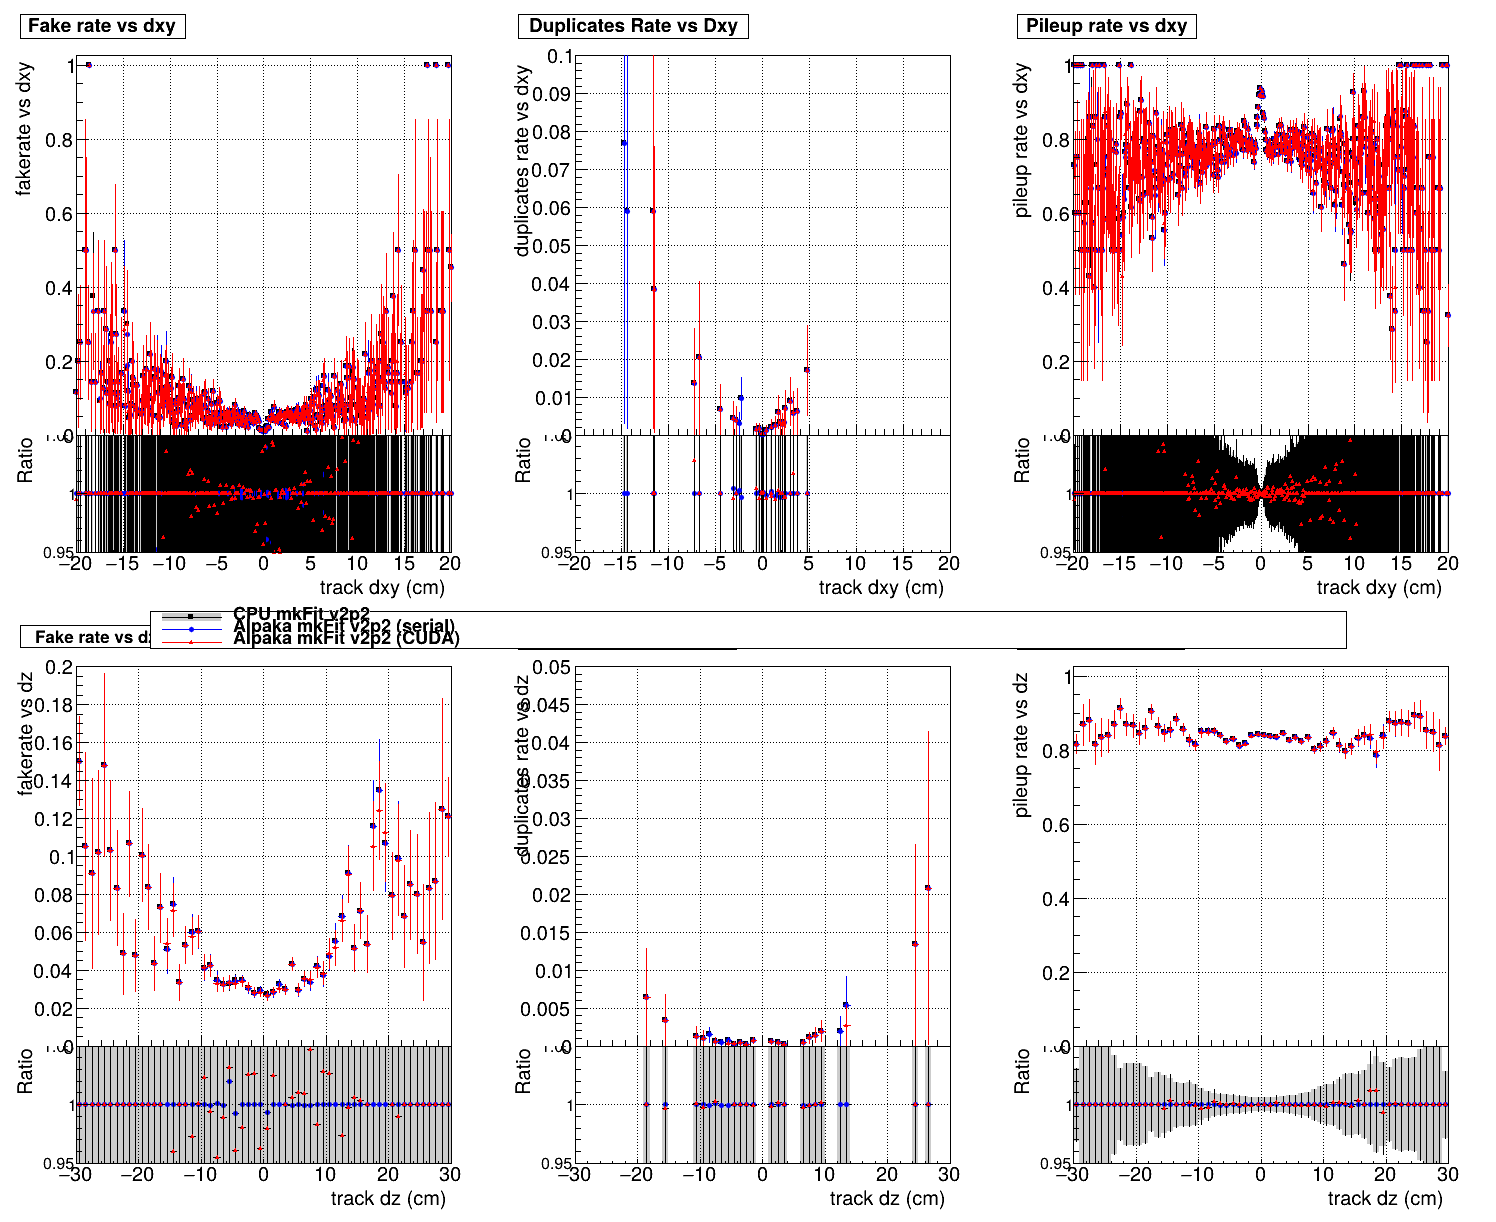 Fake rate vs dxy
Duplicates Rate vs Dxy
Pileup rate vs dxy
fakerate vs dxy
1
0.8
0.6
0.4
0.2
0
Ratio
1
0.95
−20 −15 −10 −5 0 5 10 15 20
track dxy (cm)
duplicates rate vs dxy
0.1
0.09
0.08
0.07
0.06
0.05
0.04
0.03
0.02
0.01
0
Ratio
1
0.95
−20 −15 −10 −5 0 5 10 15 20
track dxy (cm)
pileup rate vs dxy
1
0.8
0.6
0.4
0.2
0
Ratio
1
0.95
−20 −15 −10 −5 0 5 10 15 20
track dxy (cm)
CPU mkFit v2p2
Alpaka mkFit v2p2 (serial)
Alpaka mkFit v2p2 (CUDA)
Fake rate vs dz
fakerate vs dz
0.2
0.18
0.16
0.14
0.12
0.1
0.08
0.06
0.04
0.02
0
Ratio
1
0.95
−30 −20 −10 0 10 20 30
track dz (cm)
duplicates rate vs dz
0.05
0.045
0.04
0.035
0.03
0.025
0.02
0.015
0.01
0.005
0
Ratio
1
0.95
−30 −20 −10 0 10 20 30
track dz (cm)
pileup rate vs dz
1
0.8
0.6
0.4
0.2
0
Ratio
1
0.95
−30 −20 −10 0 10 20 30
track dz (cm)